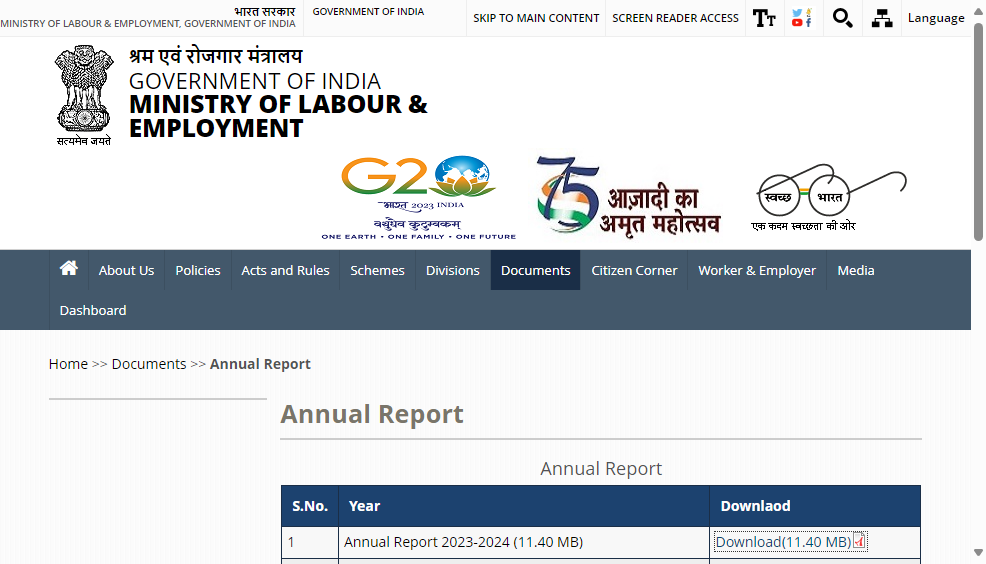 भारत सरकार
MINISTRY OF LABOUR & EMPLOYMENT, GOVERNMENT OF INDIA
GOVERNMENT OF INDIA
SKIP TO MAIN CONTENT
SCREEN READER ACCESS
TT
Language
श्रम एवं रोजगार मंत्रालय
GOVERNMENT OF INDIA
MINISTRY OF LABOUR &
EMPLOYMENT
सत्यमेव जयते
G20
भारत 2023 INDIA
वसुधैव कुटुम्बकम्
ONE EARTH • ONE FAMILY • ONE FUTURE
75
आज़ादी का
अमृत महोत्सव
स्वच्छ भारत
एक कदम स्वच्छता की ओर
About Us Policies Acts and Rules Schemes Divisions Documents Citizen Corner Worker & Employer Media
Dashboard
Home >> Documents >> Annual Report
Annual Report
Annual Report
S.No. Year Downlaod
1 Annual Report 2023-2024 (11.40 MB) Download(11.40 MB)